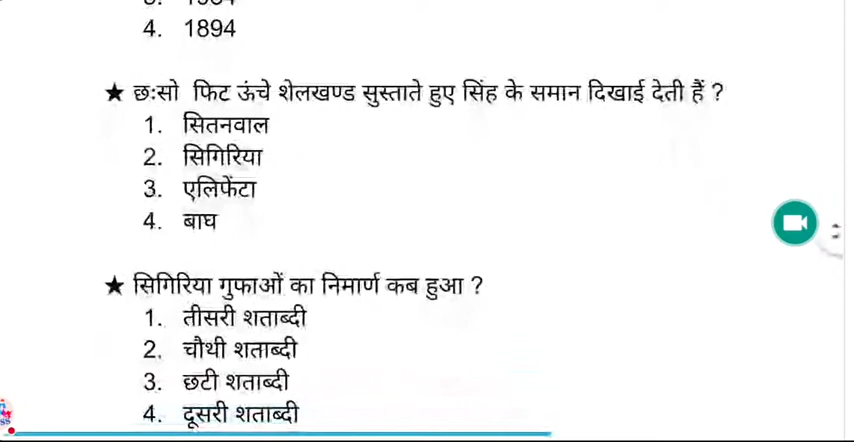 4. 1894
★ छःसो फिट ऊंचे शेलखण्ड सुस्ताते हुए सिंह के समान दिखाई देती हैं ?
1. सितनवाल
2. सिगिरिया
3. एलिफेंटा
4. बाघ
★ सिगिरिया गुफाओं का निमार्ण कब हुआ ?
1. तीसरी शताब्दी
2. चौथी शताब्दी
3. छटी शताब्दी
4. दूसरी शताब्दी